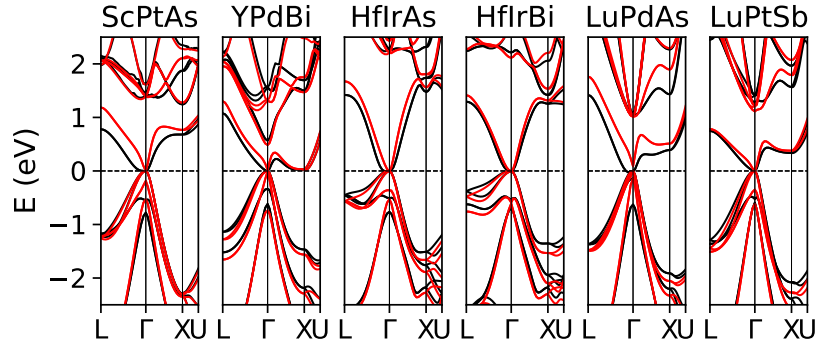 ScPtAs YPdBi HfIrAs HfIrBi LuPdAs LuPtSb
E (eV)
2
1
0
−1
−2
L Γ XU L Γ XU L Γ XU L Γ XU L Γ XU L Γ XU